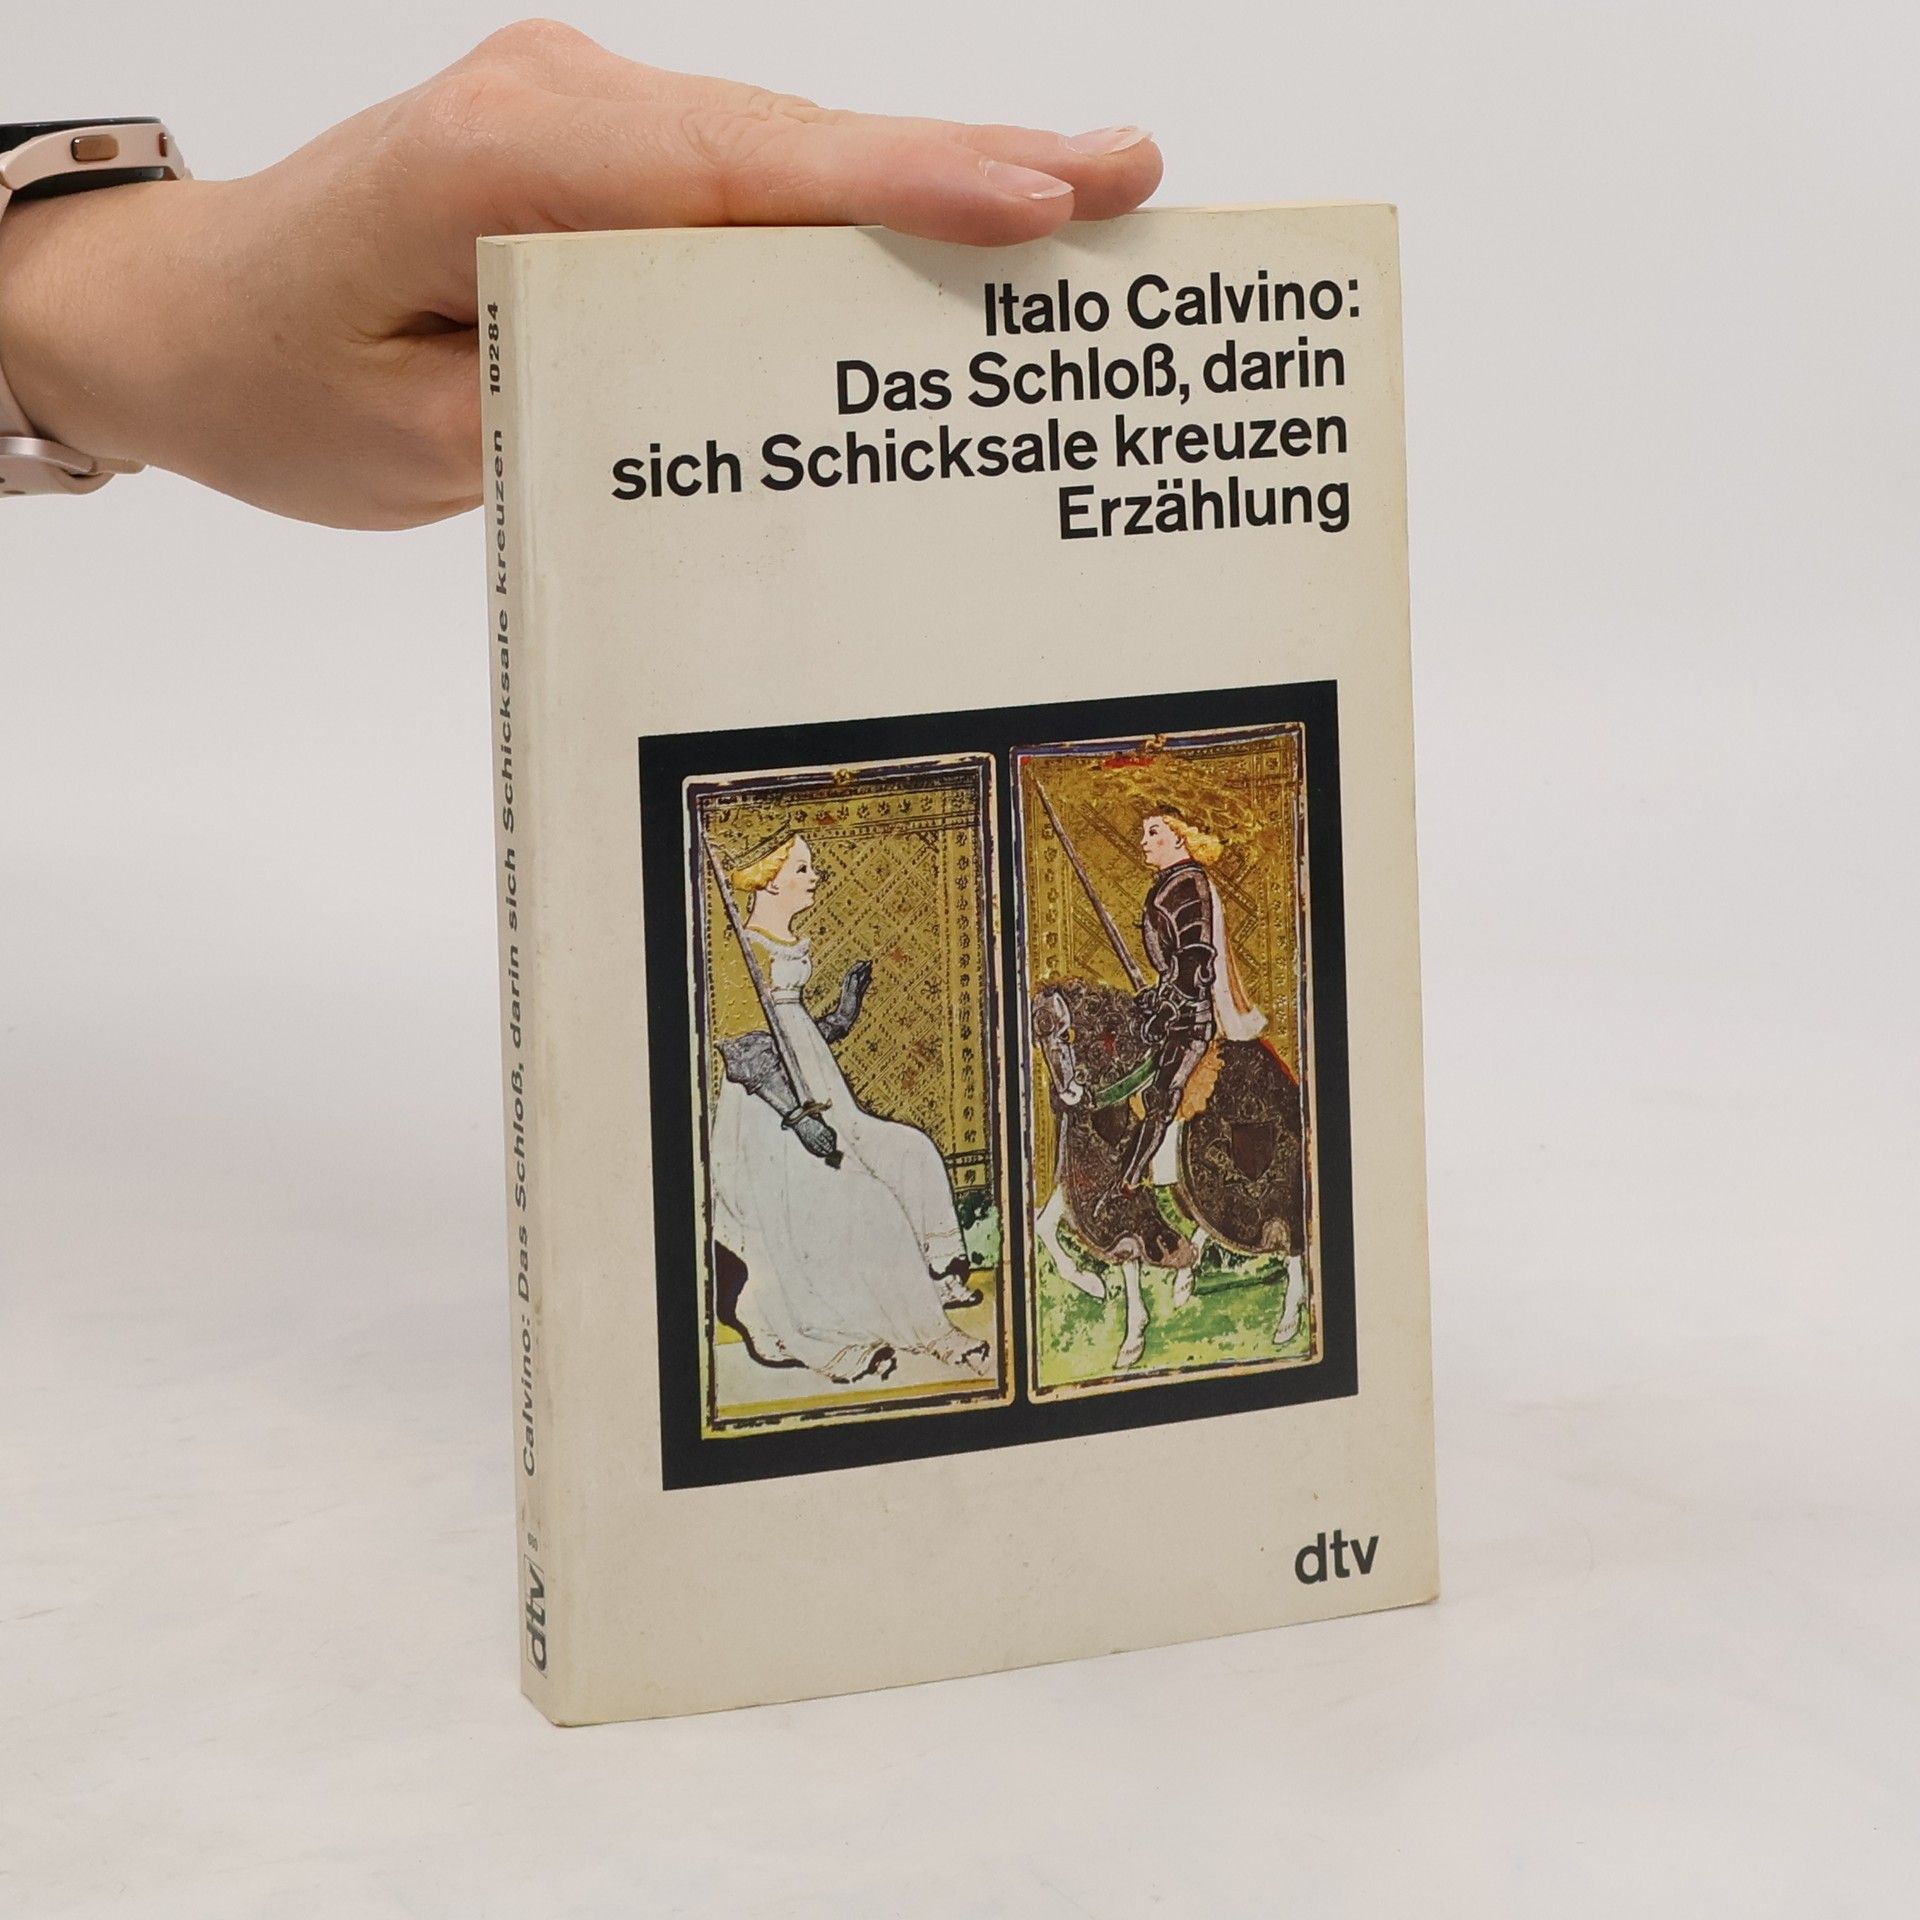 Italo Calvino:
Das Schloß, darin
sich Schicksale kreuzen
Erzählung
dtv
Calvino: Das Schloß, darin sich Schicksale kreuzen 10284
dtv